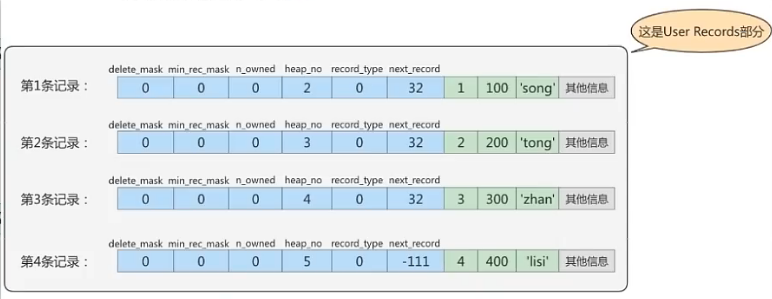 这是User Records部分
delete_mask min_rec_mask n_owned heap_no record_type next_record
第1条记录： 0 0 0 2 0 32 1 100 'song' 其他信息
delete_mask min_rec_mask n_owned heap_no record_type next_record
第2条记录： 0 0 0 3 0 32 2 200 'tong' 其他信息
delete_mask min_rec_mask n_owned heap_no record_type next_record
第3条记录： 0 0 0 4 0 32 3 300 'zhan' 其他信息
delete_mask min_rec_mask n_owned heap_no record_type next_record
第4条记录： 0 0 0 5 0 -111 4 400 'lisi' 其他信息